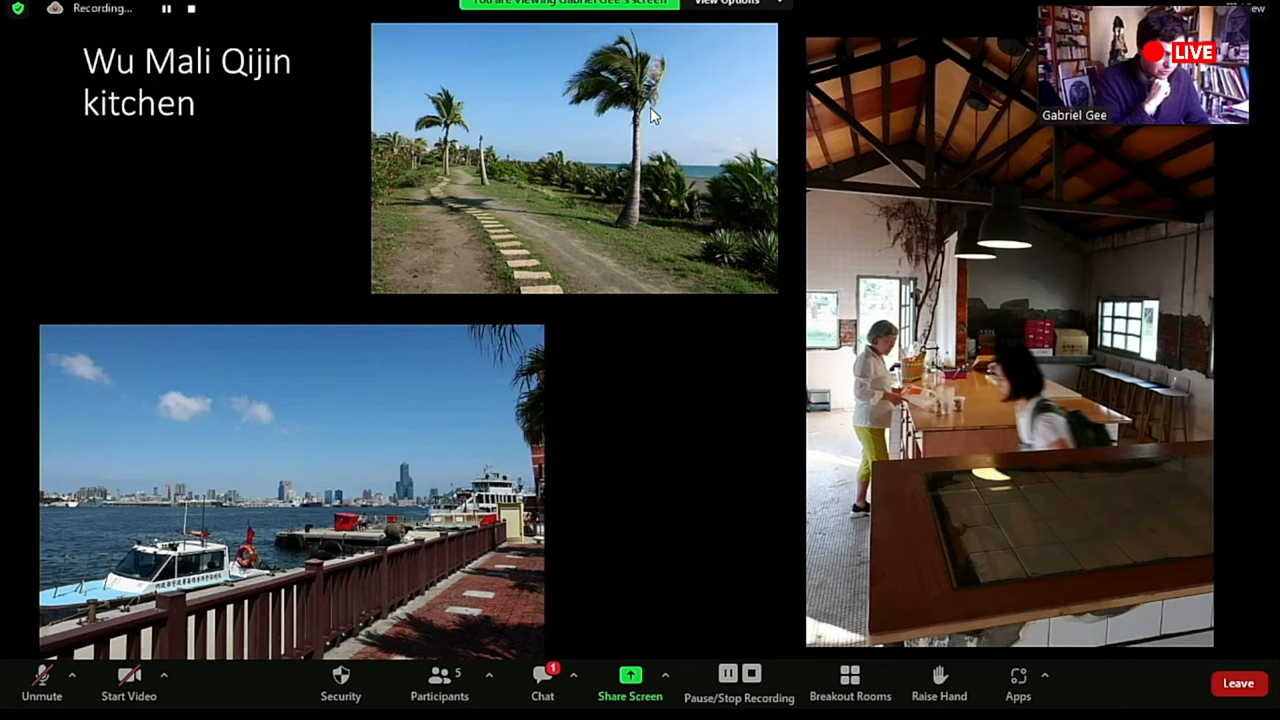 Recording...
You are viewing Gabriel Gee's screen
View Options
View
Wu Mali Qijin
kitchen
LIVE
Gabriel Gee
Unmute
Start Video
Security
Participants
5
Chat
1
Share Screen
Pause/Stop Recording
Breakout Rooms
Raise Hand
Apps
Leave